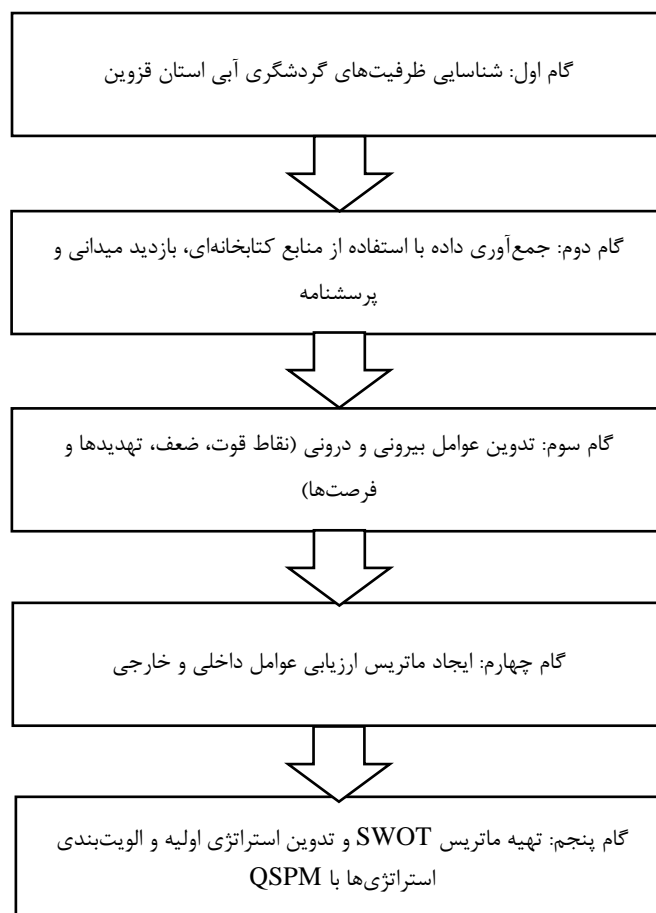 گام اول: شناسایی ظرفیت‌های گردشگری آبی استان قزوین
گام دوم: جمع‌آوری داده با استفاده از منابع کتابخانه‌ای، بازدید میدانی و
پرسشنامه
گام سوم: تدوین عوامل بیرونی و درونی (نقاط قوت، ضعف، تهدیدها و
فرصت‌ها)
گام چهارم: ایجاد ماتریس ارزیابی عوامل داخلی و خارجی
گام پنجم: تهیه ماتریس SWOT و تدوین استراتژی اولیه و الویت‌بندی
استراتژی‌ها با QSPM